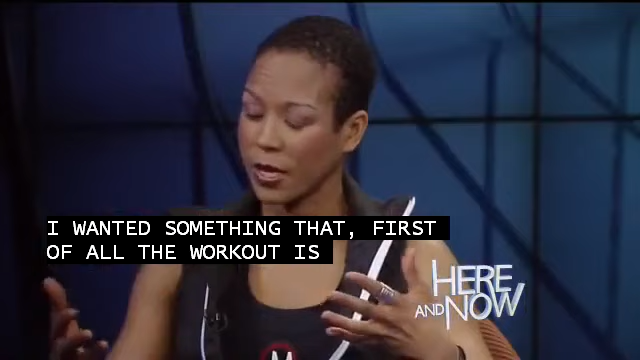 I WANTED SOMETHING THAT, FIRST
OF ALL THE WORKOUT IS
HERE
AND NOW
M